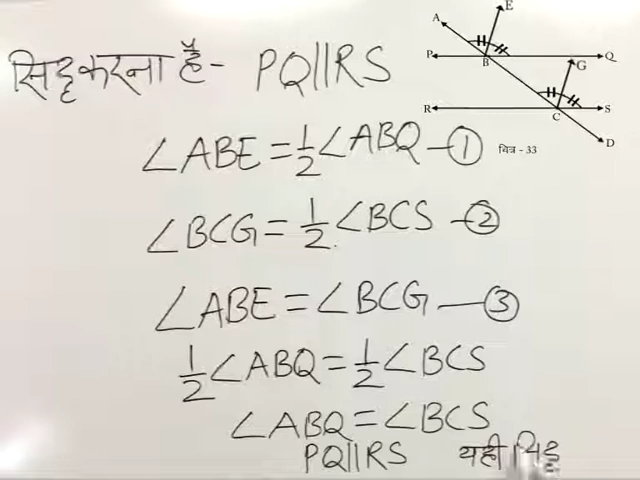 सिद्ध करना है- PQ||RS
A E P B Q G R C S D
चित्र - 33
∠ABE = 1/2 ∠ABQ —①
∠BCG = 1/2 ∠BCS —②
∠ABE = ∠BCG —③
1/2 ∠ABQ = 1/2 ∠BCS
∠ABQ = ∠BCS
PQ||RS यही सिद्ध